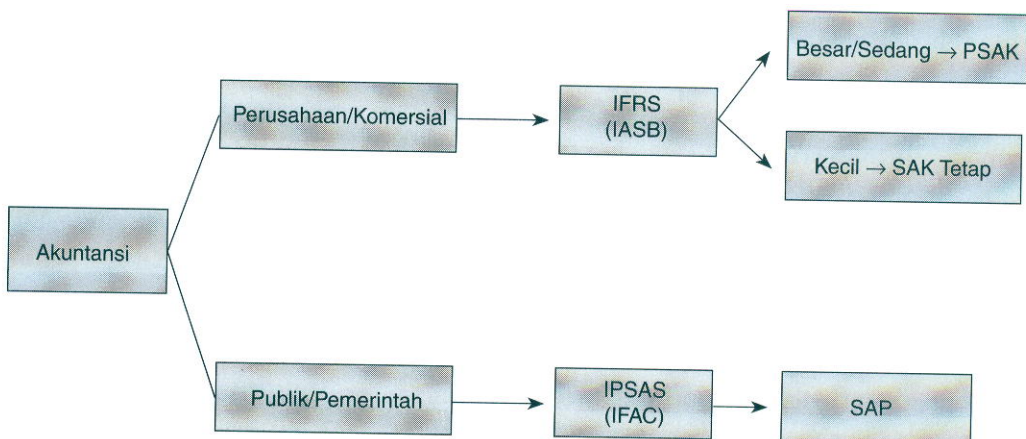 Besar/Sedang → PSAK
Perusahaan/Komersial
IFRS
(IASB)
Kecil → SAK Tetap
Akuntansi
Publik/Pemerintah
IPSAS
(IFAC)
SAP